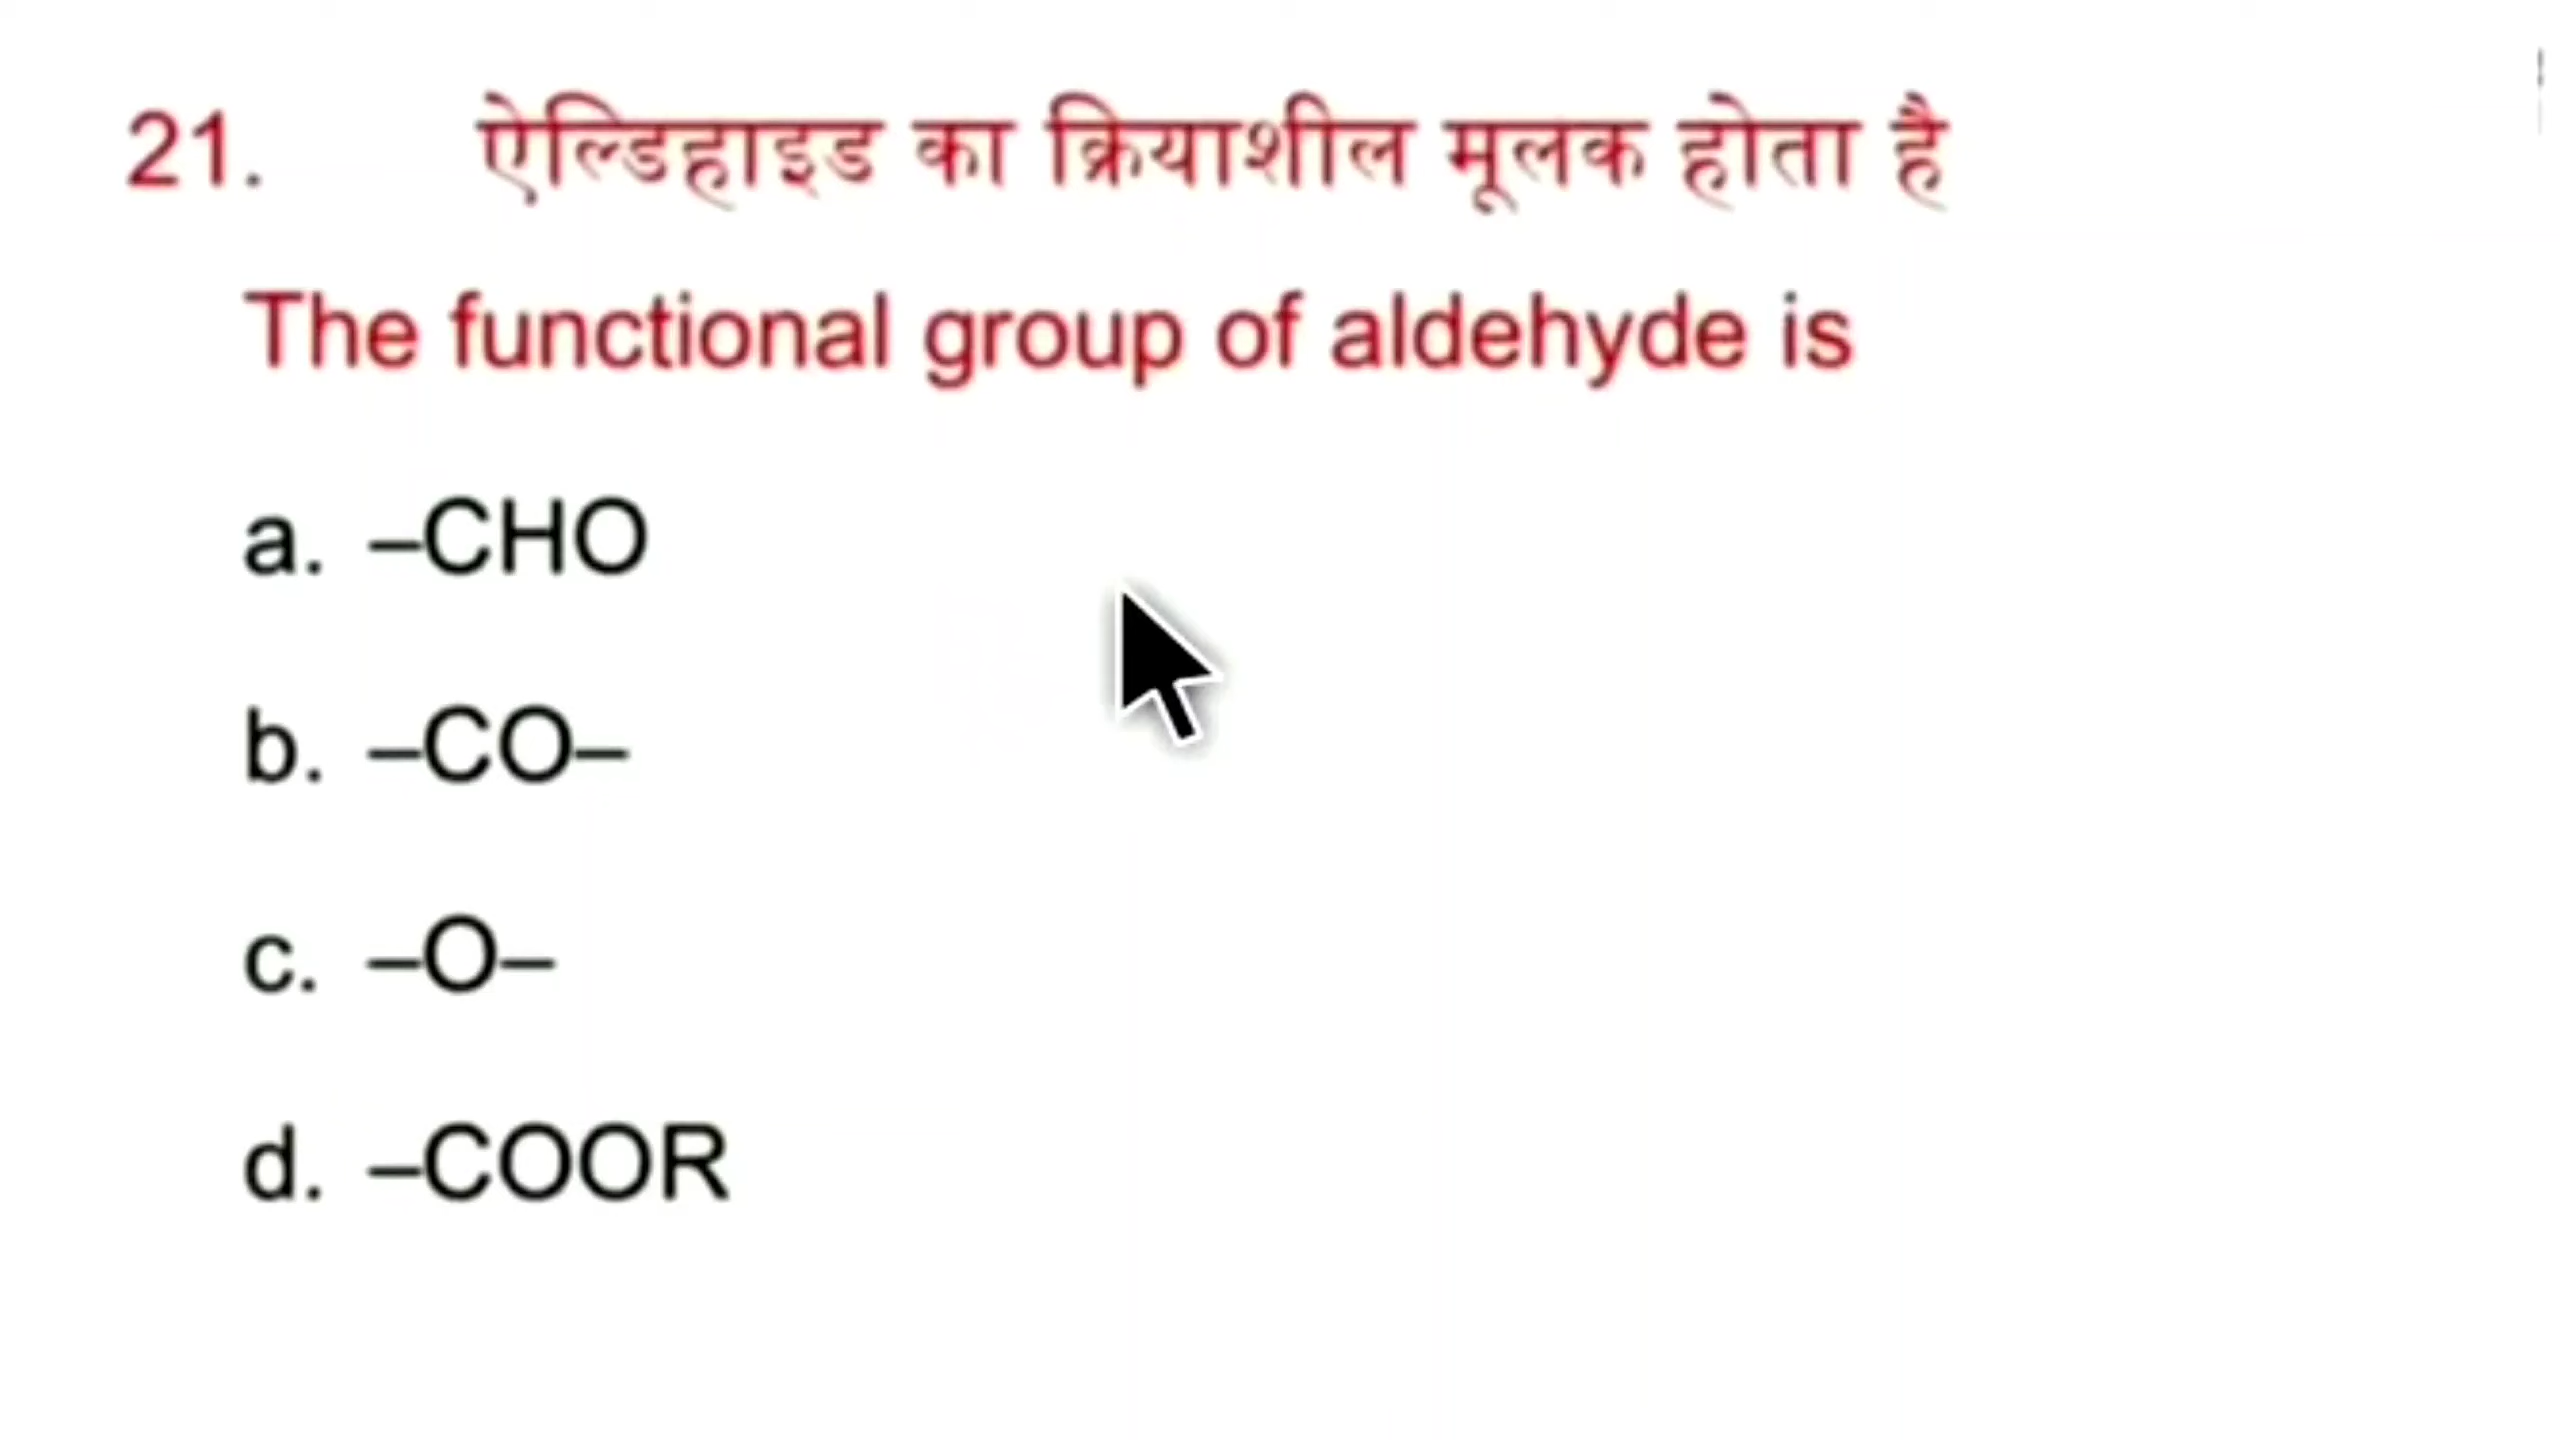 21. ऐल्डिहाइड का क्रियाशील मूलक होता है
The functional group of aldehyde is
a. –CHO
b. –CO–
c. –O–
d. –COOR